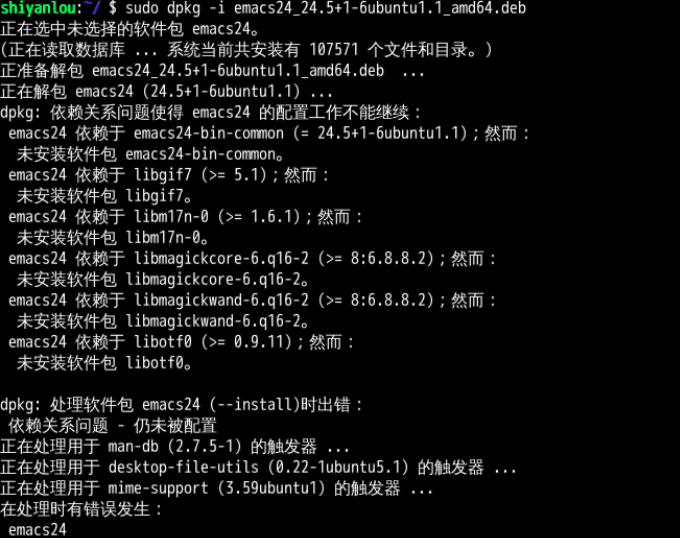 shiyanlou:~/ $ sudo dpkg -i emacs24_24.5+1-6ubuntu1.1_amd64.deb
正在选中未选择的软件包 emacs24。
(正在读取数据库 ... 系统当前共安装有 107571 个文件和目录。)
正准备解包 emacs24_24.5+1-6ubuntu1.1_amd64.deb  ...
正在解包 emacs24 (24.5+1-6ubuntu1.1) ...
dpkg: 依赖关系问题使得 emacs24 的配置工作不能继续：
 emacs24 依赖于 emacs24-bin-common (= 24.5+1-6ubuntu1.1)；然而：
  未安装软件包 emacs24-bin-common。
 emacs24 依赖于 libgif7 (>= 5.1)；然而：
  未安装软件包 libgif7。
 emacs24 依赖于 libm17n-0 (>= 1.6.1)；然而：
  未安装软件包 libm17n-0。
 emacs24 依赖于 libmagickcore-6.q16-2 (>= 8:6.8.8.2)；然而：
  未安装软件包 libmagickcore-6.q16-2。
 emacs24 依赖于 libmagickwand-6.q16-2 (>= 8:6.8.8.2)；然而：
  未安装软件包 libmagickwand-6.q16-2。
 emacs24 依赖于 libotf0 (>= 0.9.11)；然而：
  未安装软件包 libotf0。

dpkg: 处理软件包 emacs24 (--install)时出错：
 依赖关系问题 - 仍未被配置
正在处理用于 man-db (2.7.5-1) 的触发器 ...
正在处理用于 desktop-file-utils (0.22-1ubuntu5.1) 的触发器 ...
正在处理用于 mime-support (3.59ubuntu1) 的触发器 ...
在处理时有错误发生：
 emacs24